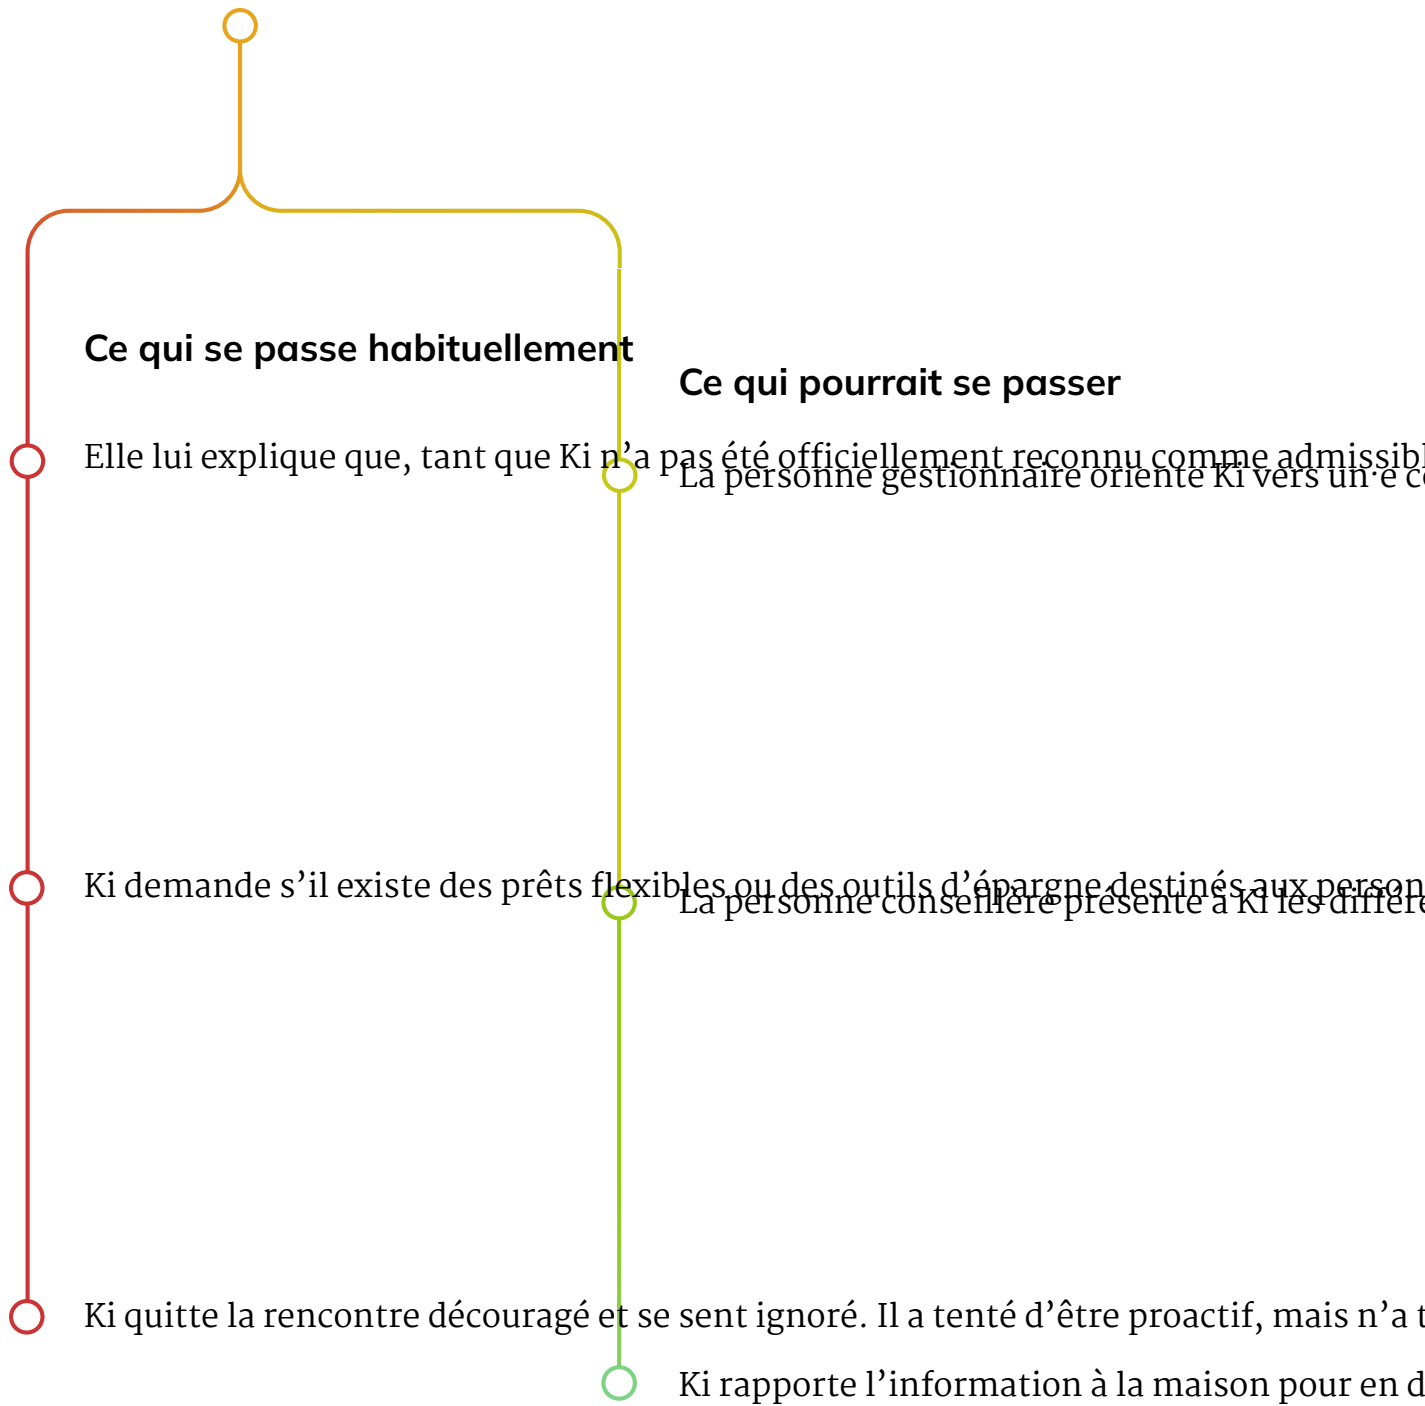 Ce qui se passe habituellement
Ce qui pourrait se passer
Elle lui explique que, tant que Ki n’a pas été officiellement reconnu comme
La personne gestionnaire oriente Ki vers un·e
Ki demande s’il existe des prêts flexibles ou des outils d’épargne destinés aux
La personne conseillère présente à Ki les
Ki quitte la rencontre découragé et se sent ignoré. Il a tenté d’être proactif, mais n’a
Ki rapporte l’information à la maison pour en